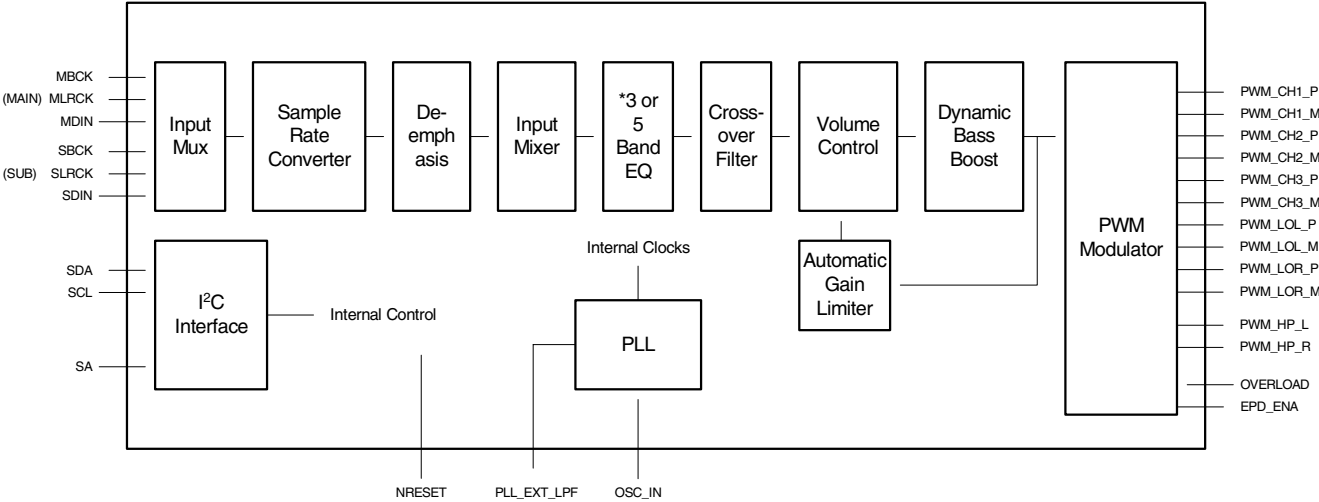 MBCK
(MAIN) MLRCK
MDIN
SBCK
(SUB) SLRCK
SDIN
SDA
SCL
SA
Input
Mux
Sample
Rate
Converter
De-
emph
asis
Input
Mixer
*3 or
5
Band
EQ
Cross-
over
Filter
Volume
Control
Dynamic
Bass
Boost
PWM
Modulator
I²C
Interface
Internal Control
Internal Clocks
PLL
Automatic
Gain
Limiter
PWM_CH1_P
PWM_CH1_M
PWM_CH2_P
PWM_CH2_M
PWM_CH3_P
PWM_CH3_M
PWM_LOL_P
PWM_LOL_M
PWM_LOR_P
PWM_LOR_M
PWM_HP_L
PWM_HP_R
OVERLOAD
EPD_ENA
NRESET
PLL_EXT_LPF
OSC_IN